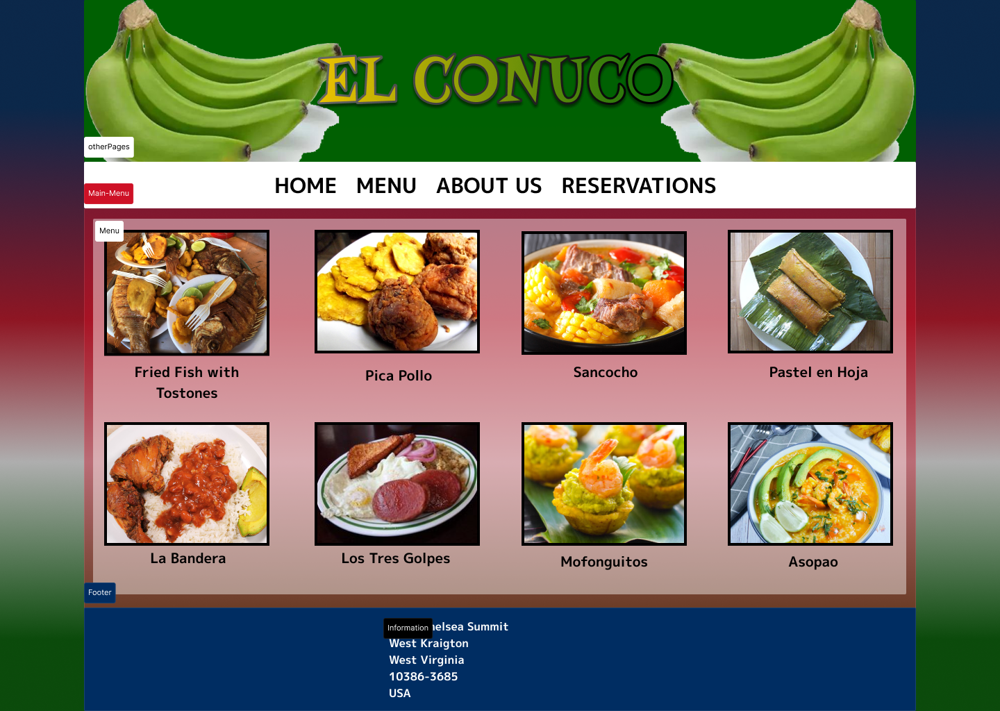 EL CONUCO
otherPages
Main-Menu
HOME MENU ABOUT US RESERVATIONS
Menu
Fried Fish with
Tostones
Pica Pollo
Sancocho
Pastel en Hoja
La Bandera
Los Tres Golpes
Mofonguitos
Asopao
Footer
Information
Summit
West Kraigton
West Virginia
10386-3685
USA